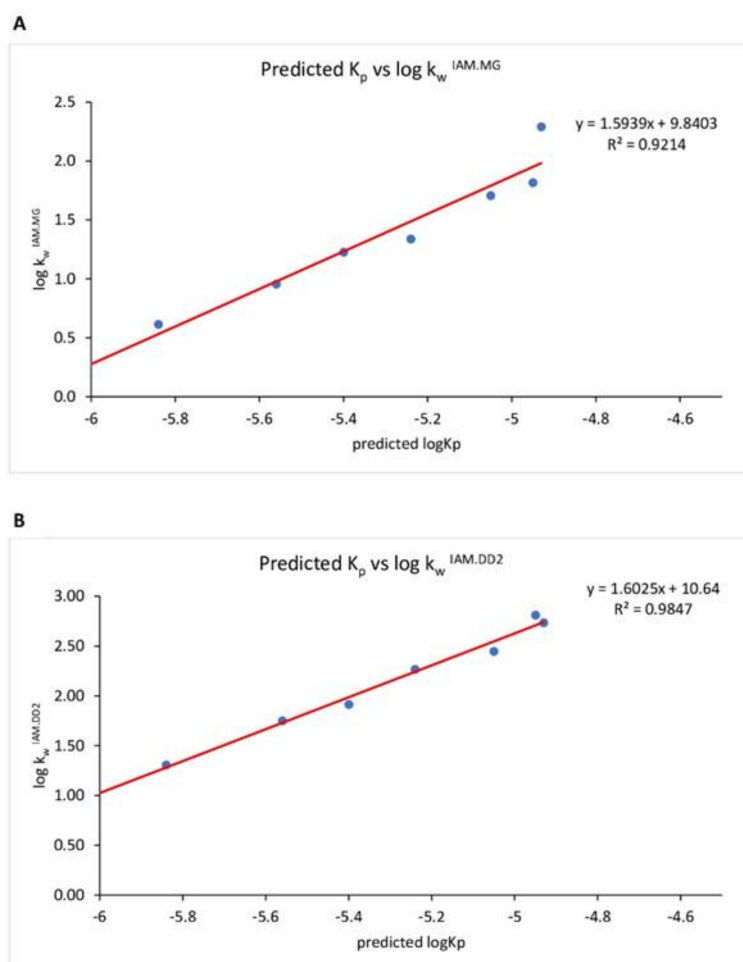 A
Predicted Kp vs log kw IAM.MG
y = 1.5939x + 9.8403
R² = 0.9214
2.5
2.0
1.5
1.0
0.5
0.0
log kw IAM.MG
-6 -5.8 -5.6 -5.4 -5.2 -5 -4.8 -4.6
predicted logKp
B
Predicted Kp vs log kw IAM.DD2
y = 1.6025x + 10.64
R² = 0.9847
3.00
2.50
2.00
1.50
1.00
0.50
0.00
log kw IAM.DD2
-6 -5.8 -5.6 -5.4 -5.2 -5 -4.8 -4.6
predicted logKp